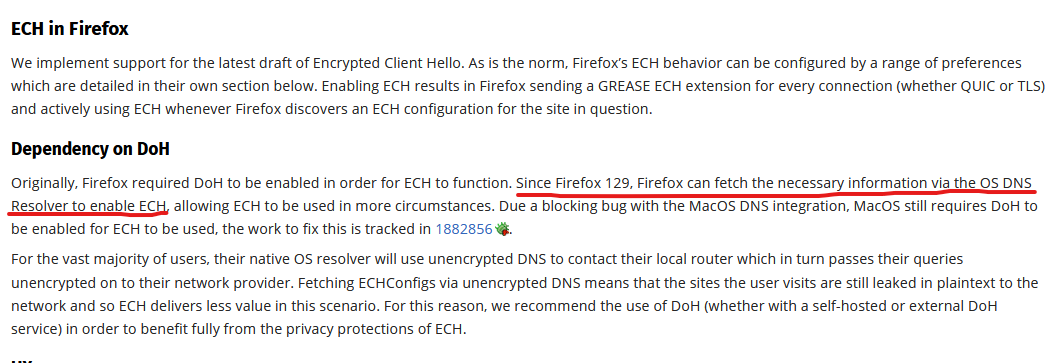 ECH in Firefox
We implement support for the latest draft of Encrypted Client Hello. As is the norm, Firefox’s ECH behavior can be configured by a range of preferences
which are detailed in their own section below. Enabling ECH results in Firefox sending a GREASE ECH extension for every connection (whether QUIC or TLS)
and actively using ECH whenever Firefox discovers an ECH configuration for the site in question.
Dependency on DoH
Originally, Firefox required DoH to be enabled in order for ECH to function. Since Firefox 129, Firefox can fetch the necessary information via the OS DNS
Resolver to enable ECH, allowing ECH to be used in more circumstances. Due a blocking bug with the MacOS DNS integration, MacOS still requires DoH to
be enabled for ECH to be used, the work to fix this is tracked in 1882856.
For the vast majority of users, their native OS resolver will use unencrypted DNS to contact their local router which in turn passes their queries
unencrypted on to their network provider. Fetching ECHConfigs via unencrypted DNS means that the sites the user visits are still leaked in plaintext to the
network and so ECH delivers less value in this scenario. For this reason, we recommend the use of DoH (whether with a self-hosted or external DoH
service) in order to benefit fully from the privacy protections of ECH.